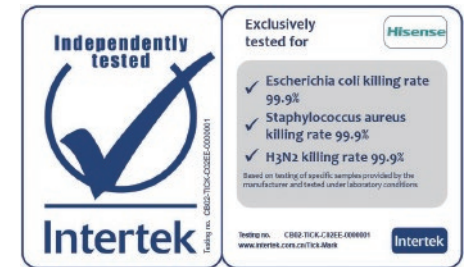 Independently
tested
Intertek
Testing no. CB02-TICK-C02EE-0000001
Exclusively
tested for
Hisense
Escherichia coli killing rate
99.9%
Staphylococcus aureus
killing rate 99.9%
H3N2 killing rate 99.9%
Based on testing of specific samples provided by the
manufacturer and tested under laboratory conditions
Testing no. CB02-TICK-C02EE-0000001
www.intertek.com.cn/Tick-Mark
Intertek